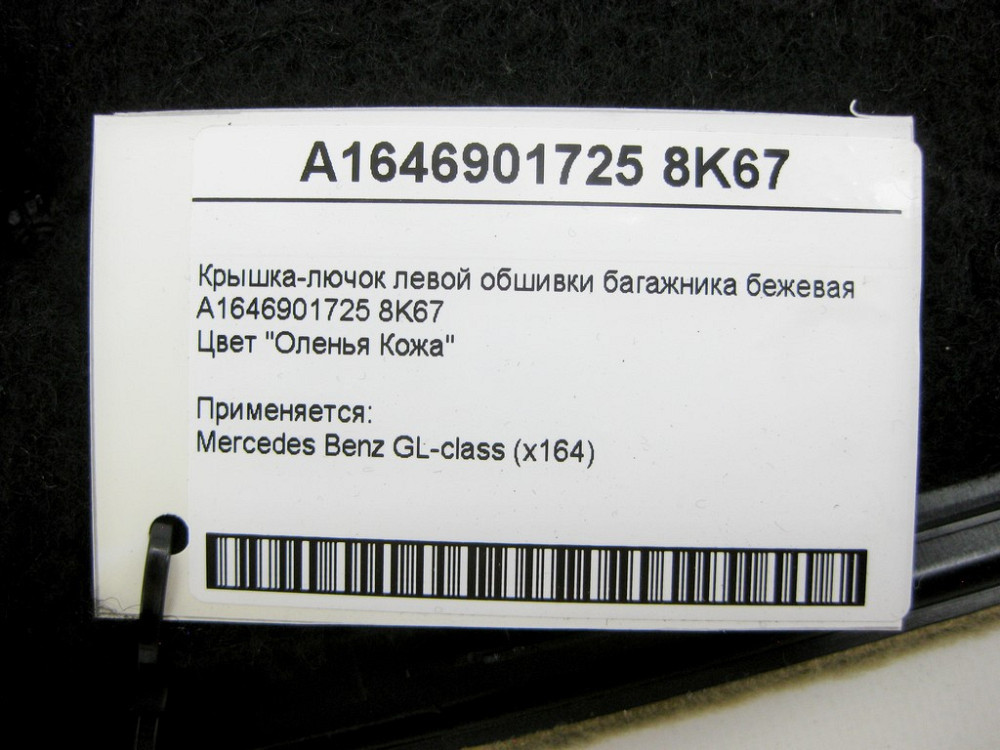 A1646901725 8K67
Крышка-лючок левой обшивки багажника бежевая
A1646901725 8K67
Цвет "Оленья Кожа"
Применяется:
Mercedes Benz GL-class (x164)